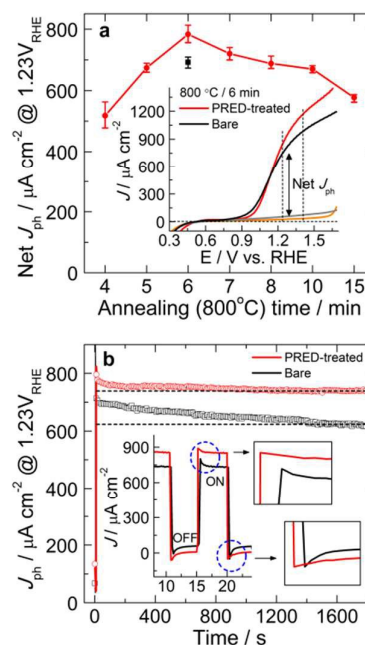 a
Net Jph / µA cm-2 @ 1.23VRHE
800
600
400
200
0
800 °C / 6 min
PRED-treated
Bare
J / µA cm-2
1200
900
600
300
0
Net Jph
0.3 0.6 0.9 1.2 1.5
E / V vs. RHE
4 5 6 7 8 10 15
Annealing (800°C) time / min
b
PRED-treated
Bare
Jph / µA cm-2 @ 1.23VRHE
800
600
400
200
0
J / µA cm-2
900
600
300
0
ON
OFF
10 15 20
0 400 800 1200 1600
Time / s